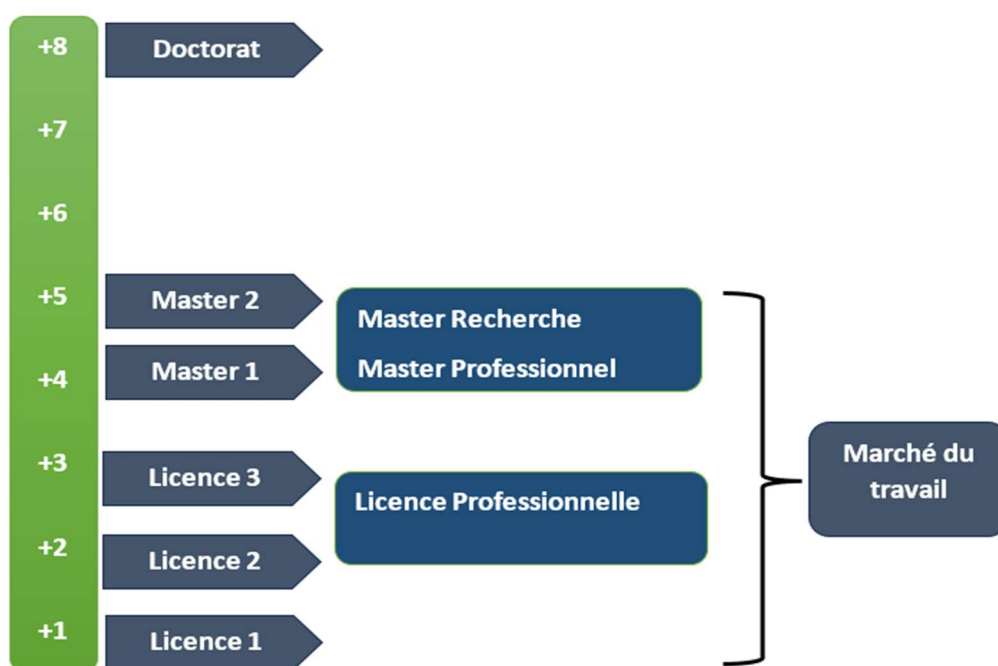 +8
Doctorat
+7
+6
+5
Master 2
Master Recherche
Master Professionnel
+4
Master 1
+3
Licence 3
Licence Professionnelle
Marché du
travail
+2
Licence 2
+1
Licence 1